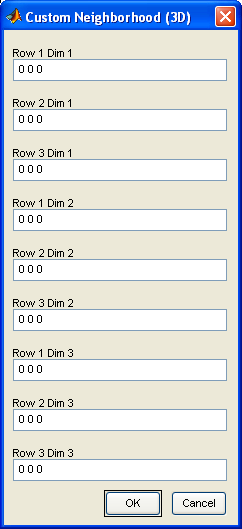 Custom Neighborhood (3D)
Row 1 Dim 1
0 0 0
Row 2 Dim 1
0 0 0
Row 3 Dim 1
0 0 0
Row 1 Dim 2
0 0 0
Row 2 Dim 2
0 0 0
Row 3 Dim 2
0 0 0
Row 1 Dim 3
0 0 0
Row 2 Dim 3
0 0 0
Row 3 Dim 3
0 0 0
OK Cancel